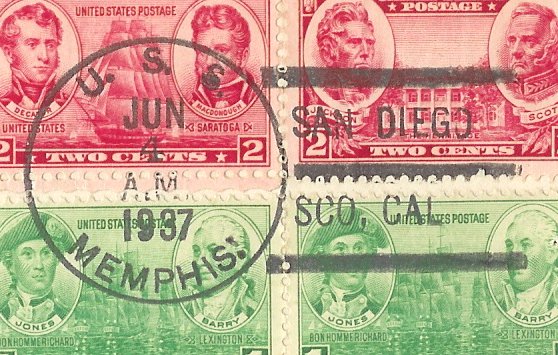 UNITED STATES POSTAGE
DECATUR
MACDONOUGH
UNITED STATES
SARATOGA
2 TWO CENTS 2
POSTAGE
JACKSON
SCOTT
2 TWO CENTS
U. S. S. MEMPHIS.
JUN
4
A.M.
1937
SAN DIEGO
SCO, CAL
UNITED STATES POSTAGE
JONES
BARRY
BON HOMME RICHARD
LEXINGTON
1
UNITED STATES POSTAGE
JONES
BARRY
BON HOMME RICHARD
LEXINGTON
1